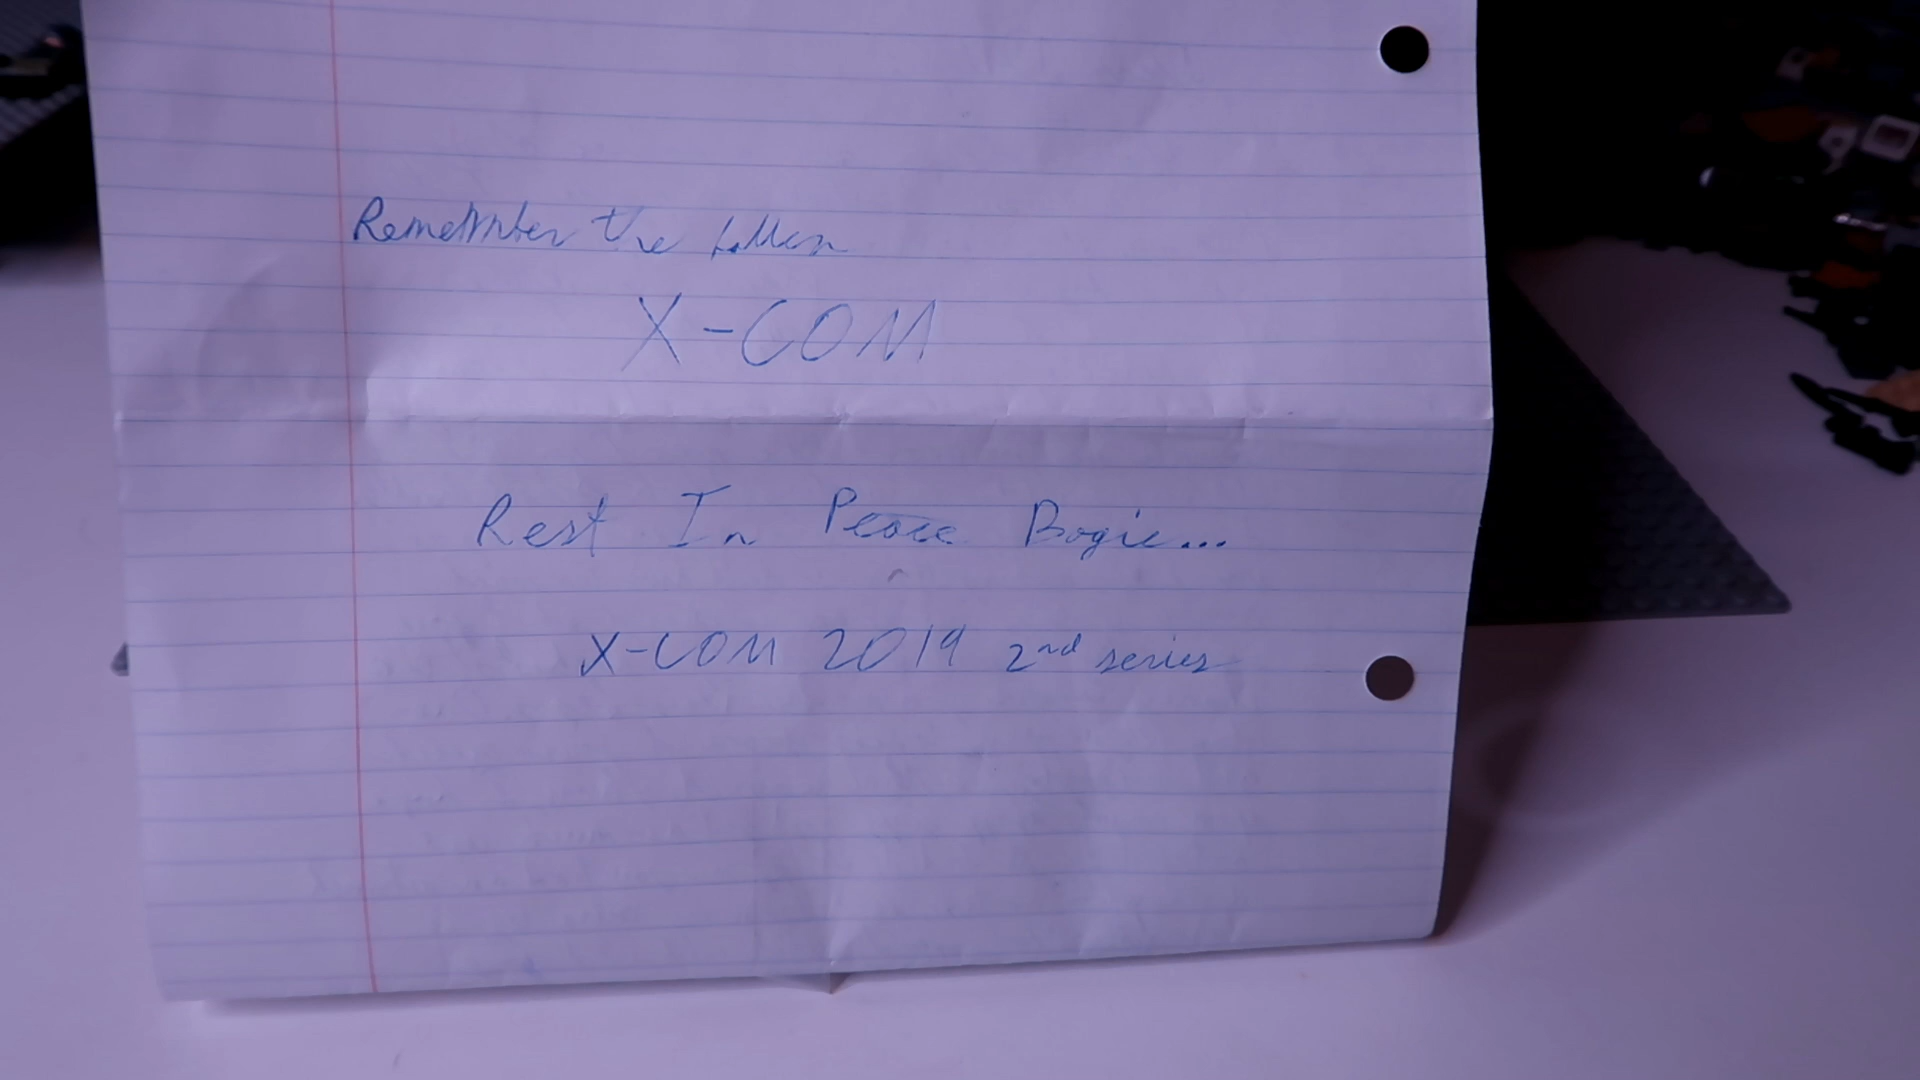 Remember the fallen
X-COM
Rest In Peace Bogie...
X-COM 2019 2nd series